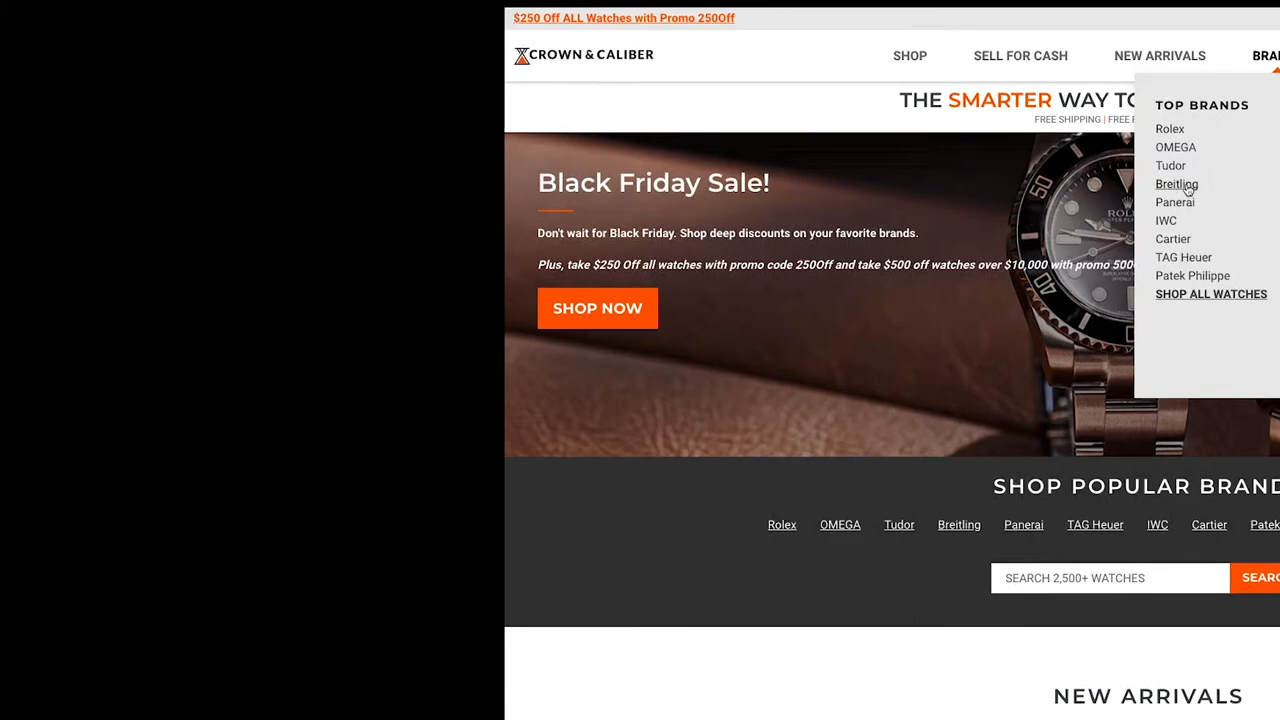 $250 Off ALL Watches with Promo 250Off
CROWN & CALIBER
SHOP
SELL FOR CASH
NEW ARRIVALS
THE SMARTER WAY
FREE SHIPPING | FREE
TOP BRANDS
Rolex
OMEGA
Tudor
Breitling
Panerai
IWC
Cartier
TAG Heuer
Patek Philippe
SHOP ALL WATCHES
Black Friday Sale!
Don't wait for Black Friday. Shop deep discounts on your favorite brands.
Plus, take $250 Off all watches with promo code 250Off and take $500 off watches over $10,000 with promo
SHOP NOW
50
40
SHOP POPULAR
Rolex OMEGA Tudor Breitling Panerai TAG Heuer IWC Cartier Patek
SEARCH 2,500+ WATCHES
NEW ARRIVALS